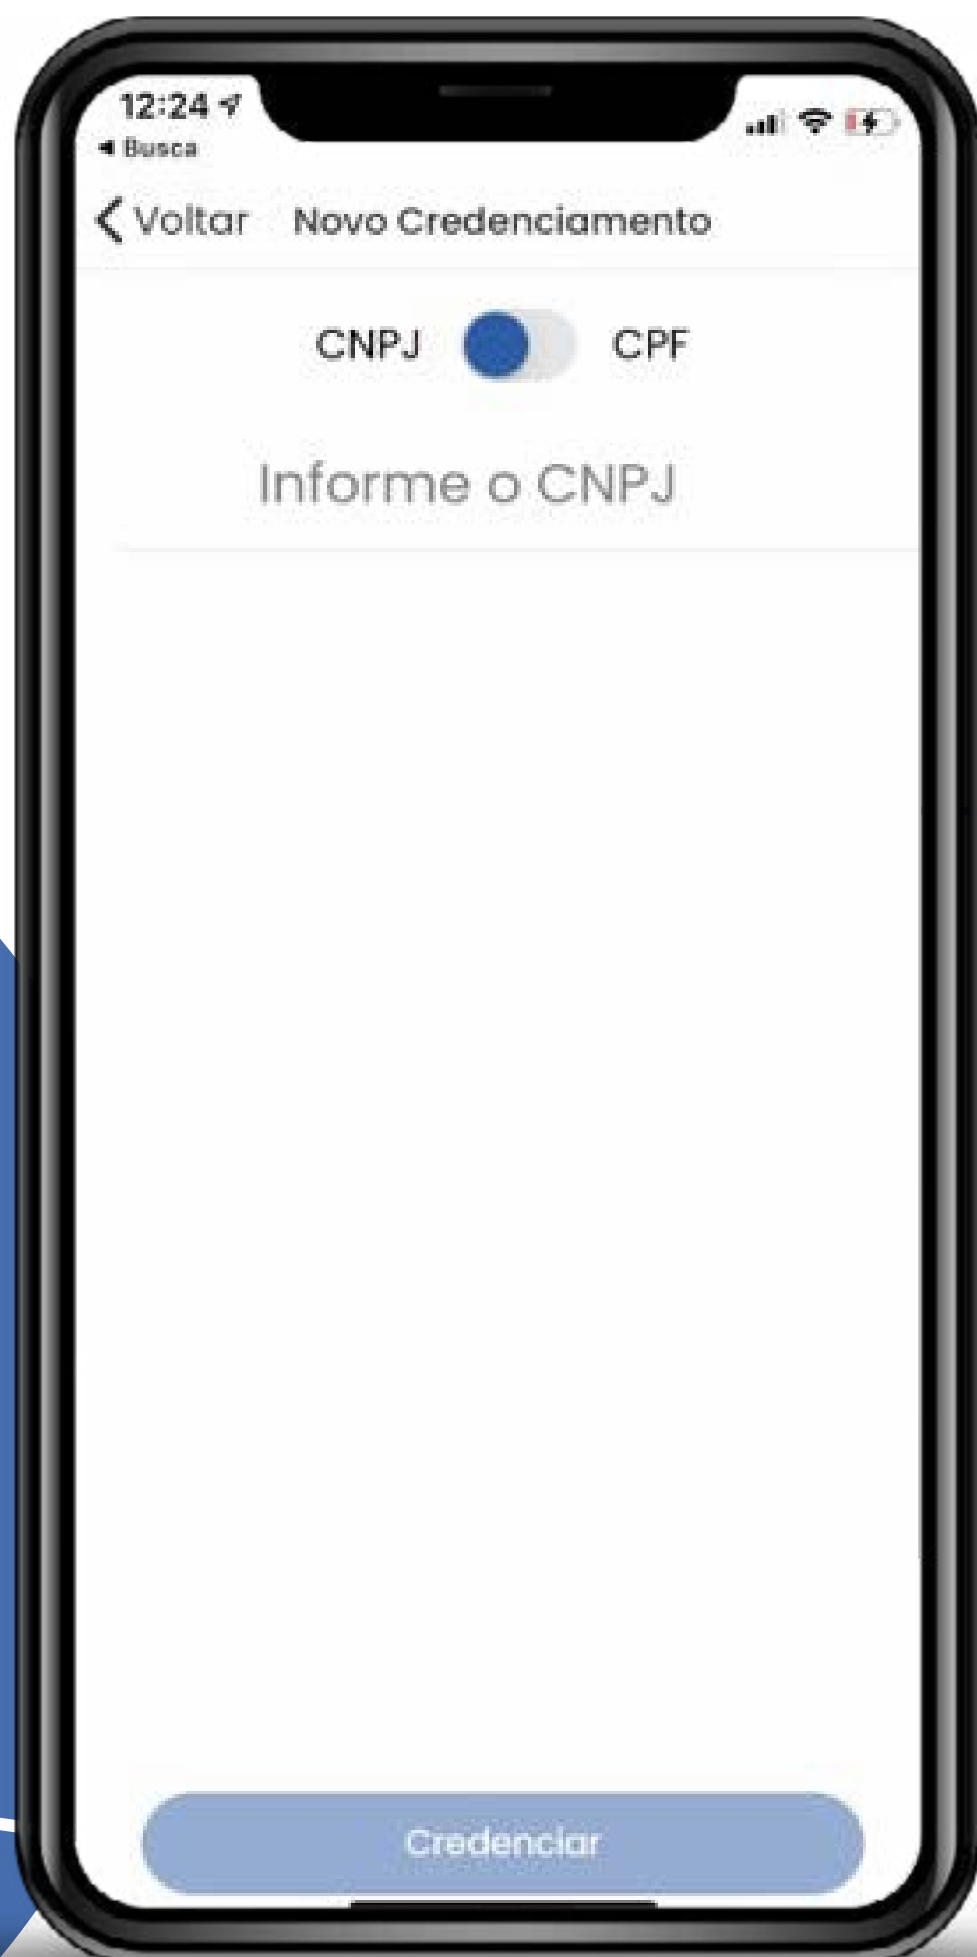 12:24
Busca
Voltar Novo Credenciamento
CNPJ CPF
Informe o CNPJ
Credenciar